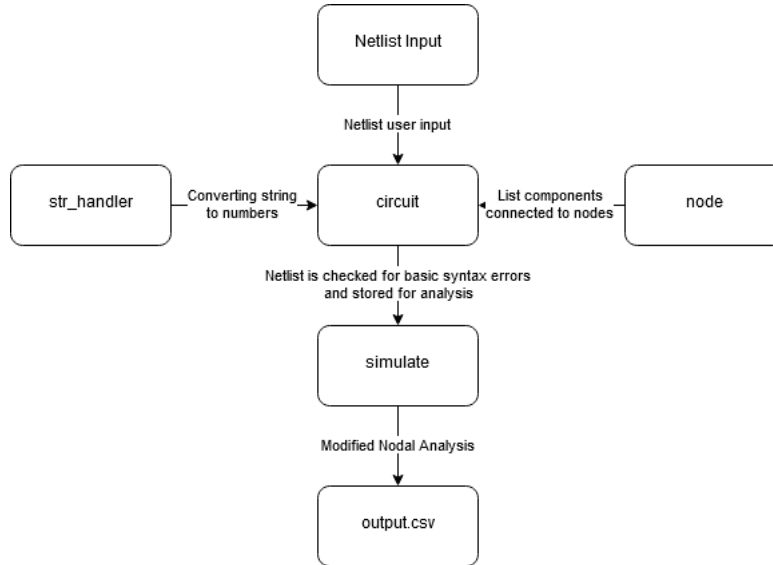 Netlist Input
Netlist user input
str_handler
Converting string
to numbers
circuit
List components
connected to nodes
node
Netlist is checked for basic syntax errors
and stored for analysis
simulate
Modified Nodal Analysis
output.csv